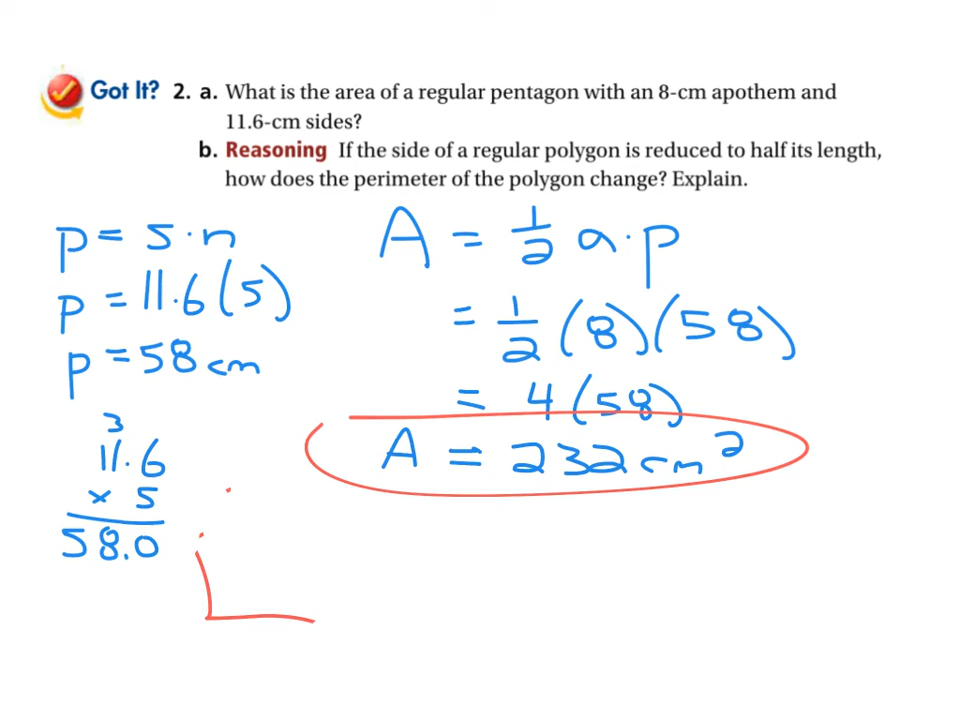 Got It? 2. a. What is the area of a regular pentagon with an 8-cm apothem and
11.6-cm sides?
b. Reasoning If the side of a regular polygon is reduced to half its length,
how does the perimeter of the polygon change? Explain.
p = s · n
p = 11.6 (5)
p = 58 cm
3
11.6
× 5
58.0
A = 1/2 a · p
= 1/2 (8)(58)
= 4 (58)
A = 232 cm²